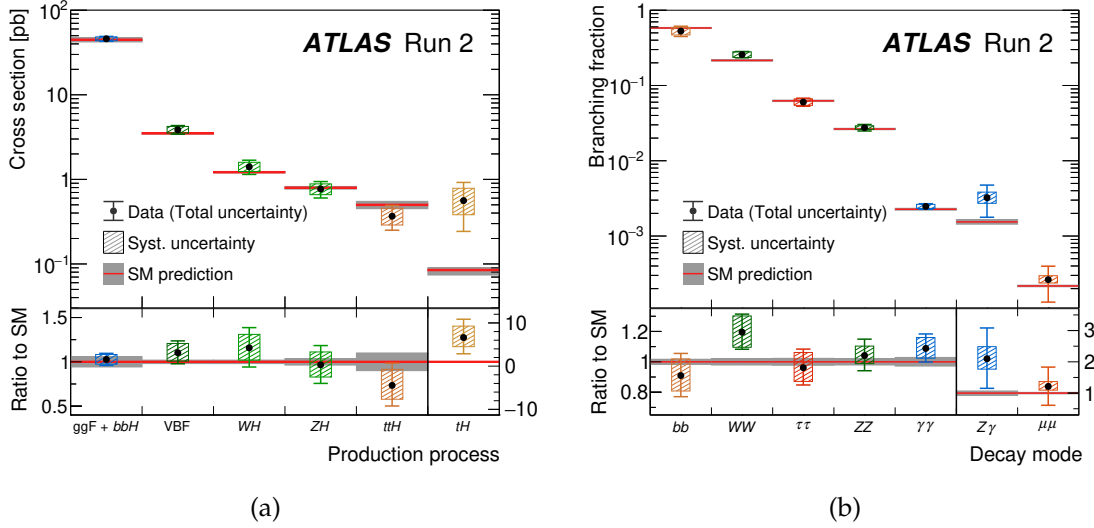 Cross section [pb]
10²
10
1
10⁻¹
ATLAS Run 2
Data (Total uncertainty)
Syst. uncertainty
SM prediction
Ratio to SM
1.5
1
0.5
10
0
−10
ggF + bbH VBF WH ZH ttH tH
Production process
(a)
Branching fraction
1
10⁻¹
10⁻²
10⁻³
ATLAS Run 2
Data (Total uncertainty)
Syst. uncertainty
SM prediction
Ratio to SM
1.2
1
0.8
3
2
1
bb WW ττ ZZ γγ Zγ μμ
Decay mode
(b)